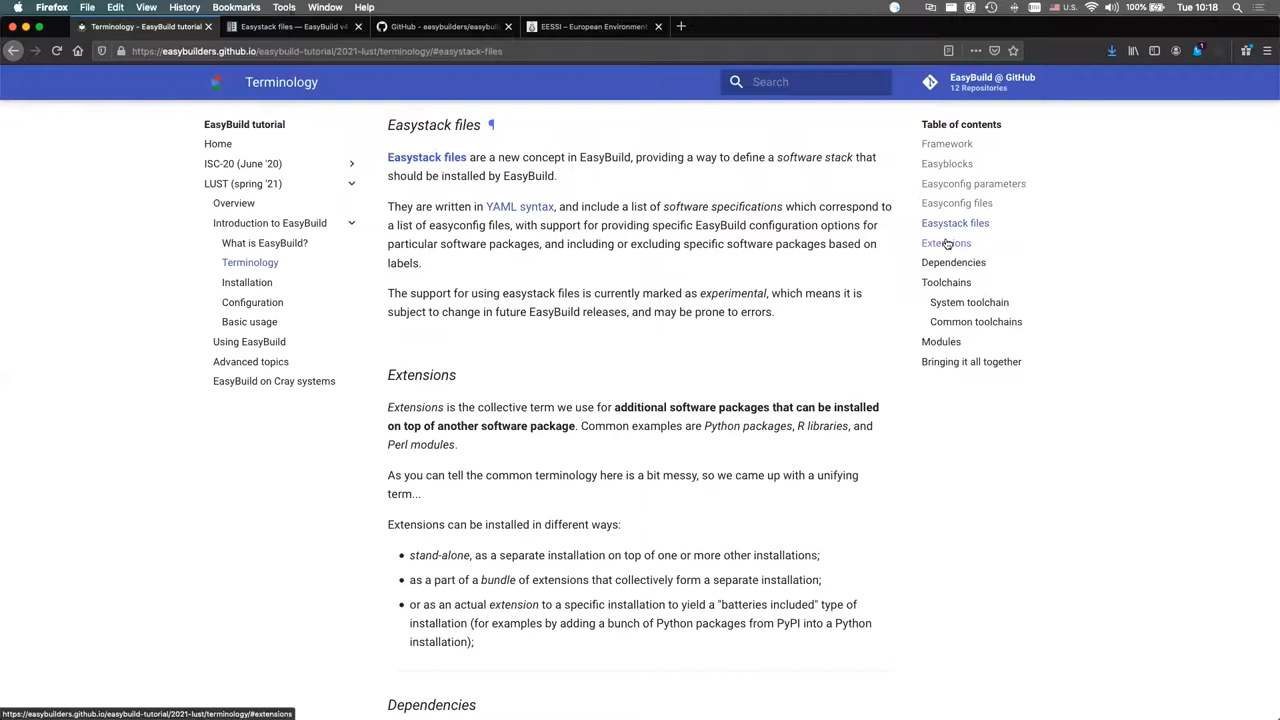 Firefox File Edit View History Bookmarks Tools Window Help
U.S. 100% Tue 10:18
Terminology - EasyBuild tutorial
Easystack files — EasyBuild v4
GitHub - easybuilders/easybuil
EESSI – European Environment
https://easybuilders.github.io/easybuild-tutorial/2021-lust/terminology/#easystack-files
Terminology
Search
EasyBuild @ GitHub
12 Repositories
EasyBuild tutorial
Home
ISC-20 (June '20)
LUST (spring '21)
Overview
Introduction to EasyBuild
What is EasyBuild?
Terminology
Installation
Configuration
Basic usage
Using EasyBuild
Advanced topics
EasyBuild on Cray systems
Easystack files ¶
Easystack files are a new concept in EasyBuild, providing a way to define a software stack that
should be installed by EasyBuild.
They are written in YAML syntax, and include a list of software specifications which correspond to
a list of easyconfig files, with support for providing specific EasyBuild configuration options for
particular software packages, and including or excluding specific software packages based on
labels.
The support for using easystack files is currently marked as experimental, which means it is
subject to change in future EasyBuild releases, and may be prone to errors.
Extensions
Extensions is the collective term we use for additional software packages that can be installed
on top of another software package. Common examples are Python packages, R libraries, and
Perl modules.
As you can tell the common terminology here is a bit messy, so we came up with a unifying
term...
Extensions can be installed in different ways:
• stand-alone, as a separate installation on top of one or more other installations;
• as a part of a bundle of extensions that collectively form a separate installation;
• or as an actual extension to a specific installation to yield a "batteries included" type of
installation (for examples by adding a bunch of Python packages from PyPI into a Python
installation);
Dependencies
Table of contents
Framework
Easyblocks
Easyconfig parameters
Easyconfig files
Easystack files
Extensions
Dependencies
Toolchains
System toolchain
Common toolchains
Modules
Bringing it all together
https://easybuilders.github.io/easybuild-tutorial/2021-lust/terminology/#extensions